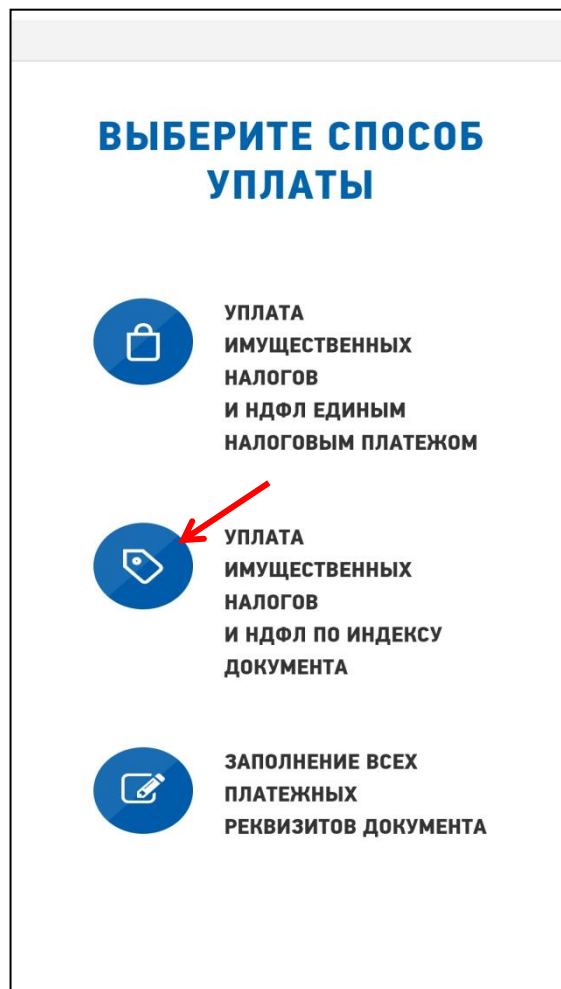 ВЫБЕРИТЕ СПОСОБ
УПЛАТЫ
УПЛАТА
ИМУЩЕСТВЕННЫХ
НАЛОГОВ
И НДФЛ ЕДИНЫМ
НАЛОГОВЫМ ПЛАТЕЖОМ
УПЛАТА
ИМУЩЕСТВЕННЫХ
НАЛОГОВ
И НДФЛ ПО ИНДЕКСУ
ДОКУМЕНТА
ЗАПОЛНЕНИЕ ВСЕХ
ПЛАТЕЖНЫХ
РЕКВИЗИТОВ ДОКУМЕНТА